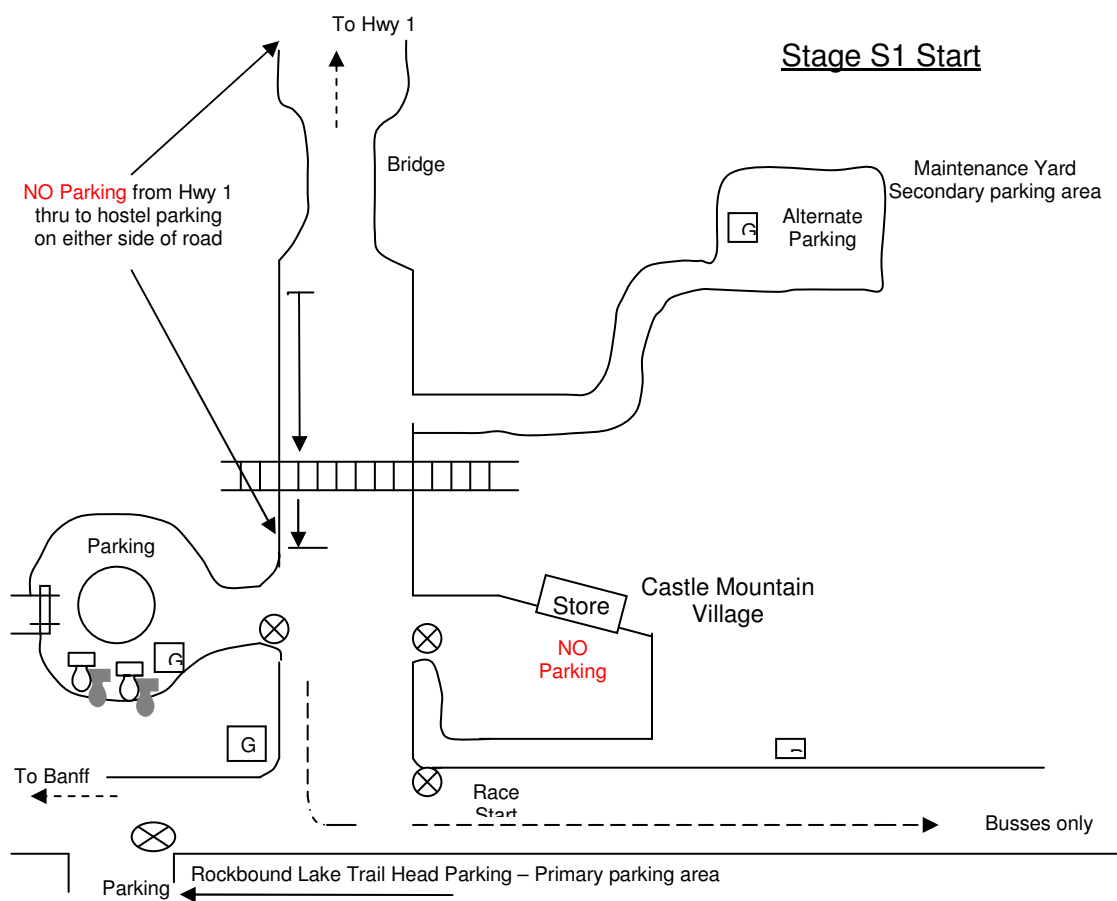 To Hwy 1
Stage S1 Start
Bridge
Maintenance Yard
Secondary parking area
NO Parking from Hwy 1
thru to hostel parking
on either side of road
Alternate
Parking
G
Parking
Castle Mountain
Village
Store
NO
Parking
G
G
To Banff
Race
Start
Busses only
Rockbound Lake Trail Head Parking – Primary parking area
Parking